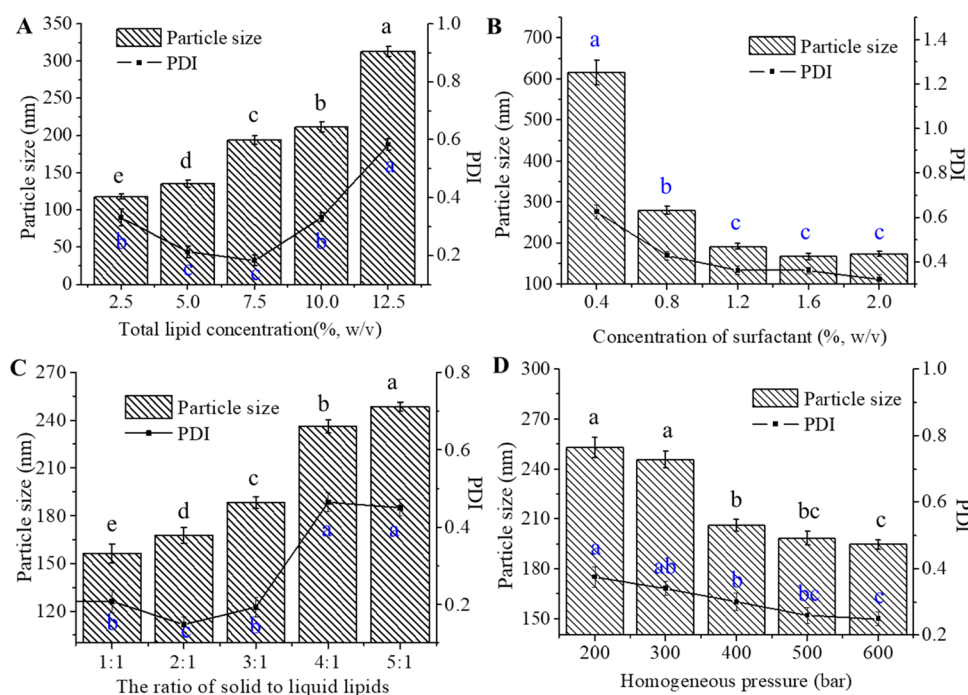 A
Particle size
PDI
Particle size (nm)
350
300
250
200
150
100
50
0
1.0
0.8
0.6
0.4
0.2
PDI
e
d
c
b
a
b
c
c
b
a
2.5
5.0
7.5
10.0
12.5
Total lipid concentration(%, w/v)
B
Particle size
PDI
Particle size (nm)
700
600
500
400
300
200
100
1.4
1.2
1.0
0.8
0.6
0.4
PDI
a
b
c
c
c
0.4
0.8
1.2
1.6
2.0
Concentration of surfactant (%, w/v)
C
Particle size
PDI
Particle size (nm)
270
240
210
180
150
120
0.8
0.6
0.4
0.2
PDI
e
d
c
b
a
b
c
b
a
a
1:1
2:1
3:1
4:1
5:1
The ratio of solid to liquid lipids
D
Particle size
PDI
Particle size (nm)
300
270
240
210
180
150
1.0
0.8
0.6
0.4
0.2
PDI
a
a
b
bc
c
a
ab
b
bc
c
200
300
400
500
600
Homogeneous pressure (bar)